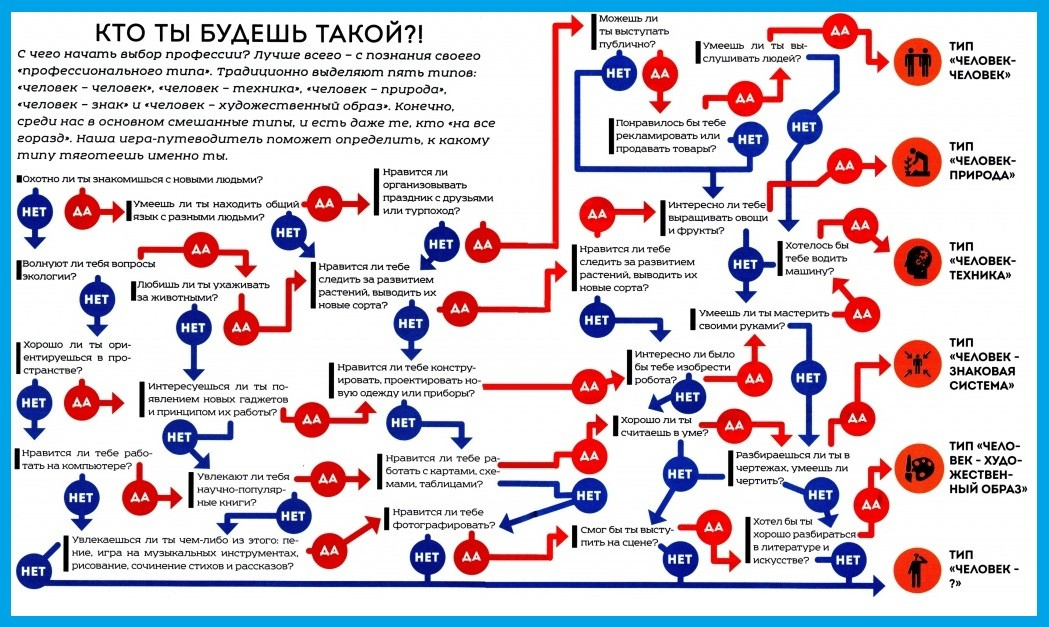 КТО ТЫ БУДЕШЬ ТАКОЙ?!
С чего начать выбор профессии? Лучше всего – с познания своего
«профессионального типа». Традиционно выделяют пять типов:
«человек – человек», «человек – техника», «человек – природа»,
«человек – знак» и «человек – художественный образ». Конечно,
среди нас в основном смешанные типы, и есть даже те, кто «на все
горазд». Наша игра-путеводитель поможет определить, к какому
типу тяготеешь именно ты.
Охотно ли ты знакомишься с новыми людьми?
НЕТ
ДА
Умеешь ли ты находить общий
язык с разными людьми?
ДА
НЕТ
Нравится ли
организовывать
праздник с друзьями
или турпоход?
НЕТ
ДА
Можешь ли
ты выступать
публично?
НЕТ
ДА
Умеешь ли ты вы-
слушивать людей?
ДА
НЕТ
Понравилось бы тебе
рекламировать или
продавать товары?
ДА
НЕТ
ТИП
«ЧЕЛОВЕК-
ЧЕЛОВЕК»
Волнуют ли тебя вопросы
экологии?
ДА
НЕТ
Любишь ли ты ухаживать
за животными?
НЕТ
ДА
Нравится ли тебе
следить за развитием
растений, выводить их
новые сорта?
НЕТ
ДА
Нравится ли тебе
следить за развитием
растений, выводить их
новые сорта?
ДА
НЕТ
Интересно ли тебе
выращивать овощи
и фрукты?
ДА
НЕТ
ТИП
«ЧЕЛОВЕК-
ПРИРОДА»
Хотелось бы
тебе водить
машину?
ДА
НЕТ
Умеешь ли ты мастерить
своими руками?
ДА
НЕТ
ТИП
«ЧЕЛОВЕК-
ТЕХНИКА»
Хорошо ли ты ори-
ентируешься в про-
странстве?
НЕТ
ДА
Интересуешься ли ты по-
явлением новых гаджетов
и принципом их работы?
ДА
НЕТ
Нравится ли тебе констру-
ировать, проектировать но-
вую одежду или приборы?
НЕТ
ДА
Интересно ли было
бы тебе изобрести
робота?
ДА
НЕТ
Хорошо ли ты
считаешь в уме?
ДА
НЕТ
ДА
ТИП
«ЧЕЛОВЕК -
ЗНАКОВАЯ
СИСТЕМА»
Нравится ли тебе рабо-
тать на компьютере?
НЕТ
ДА
Увлекают ли тебя
научно-популяр-
ные книги?
ДА
НЕТ
Нравится ли тебе ра-
ботать с картами, схе-
мами, таблицами?
ДА
НЕТ
Разбираешься ли ты в
чертежах, умеешь ли
чертить?
НЕТ
ТИП «ЧЕЛО-
ВЕК - ХУДО-
ЖЕСТВЕН-
НЫЙ ОБРАЗ»
Увлекаешься ли ты чем-либо из этого: пе-
ние, игра на музыкальных инструментах,
рисование, сочинение стихов и рассказов?
НЕТ
ДА
Нравится ли тебе
фотографировать?
НЕТ
ДА
Смог бы ты высту-
пить на сцене?
ДА
НЕТ
Хотел бы ты
хорошо разбираться
в литературе и
искусстве?
ДА
НЕТ
ТИП
«ЧЕЛОВЕК -
?»